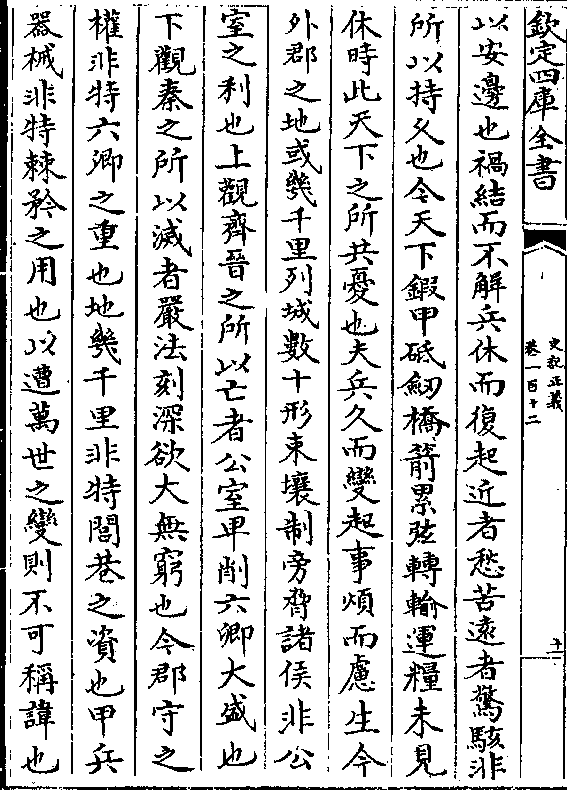 欽定四庫全書
史記正義
卷一百十二
十
以安邊也禍結而不解兵休而復起近者愁苦遠者驚駭非
所以持久也今天下鍜甲砥劒橋箭累弦轉輸運糧未見
休時此天下之所共憂也夫兵久而變起事煩而慮生今
外郡之地或幾千里列城數十形束壤制旁脅諸侯非公
室之利也上觀齊晉之所以亡者公室卑削六卿大盛也
下觀秦之所以滅者嚴法刻深欲大無窮也今郡守之
權非特六卿之重也地幾千里非特閭巷之資也甲兵
器械非特棘矜之用也以遭萬世之變則不可稱諱也